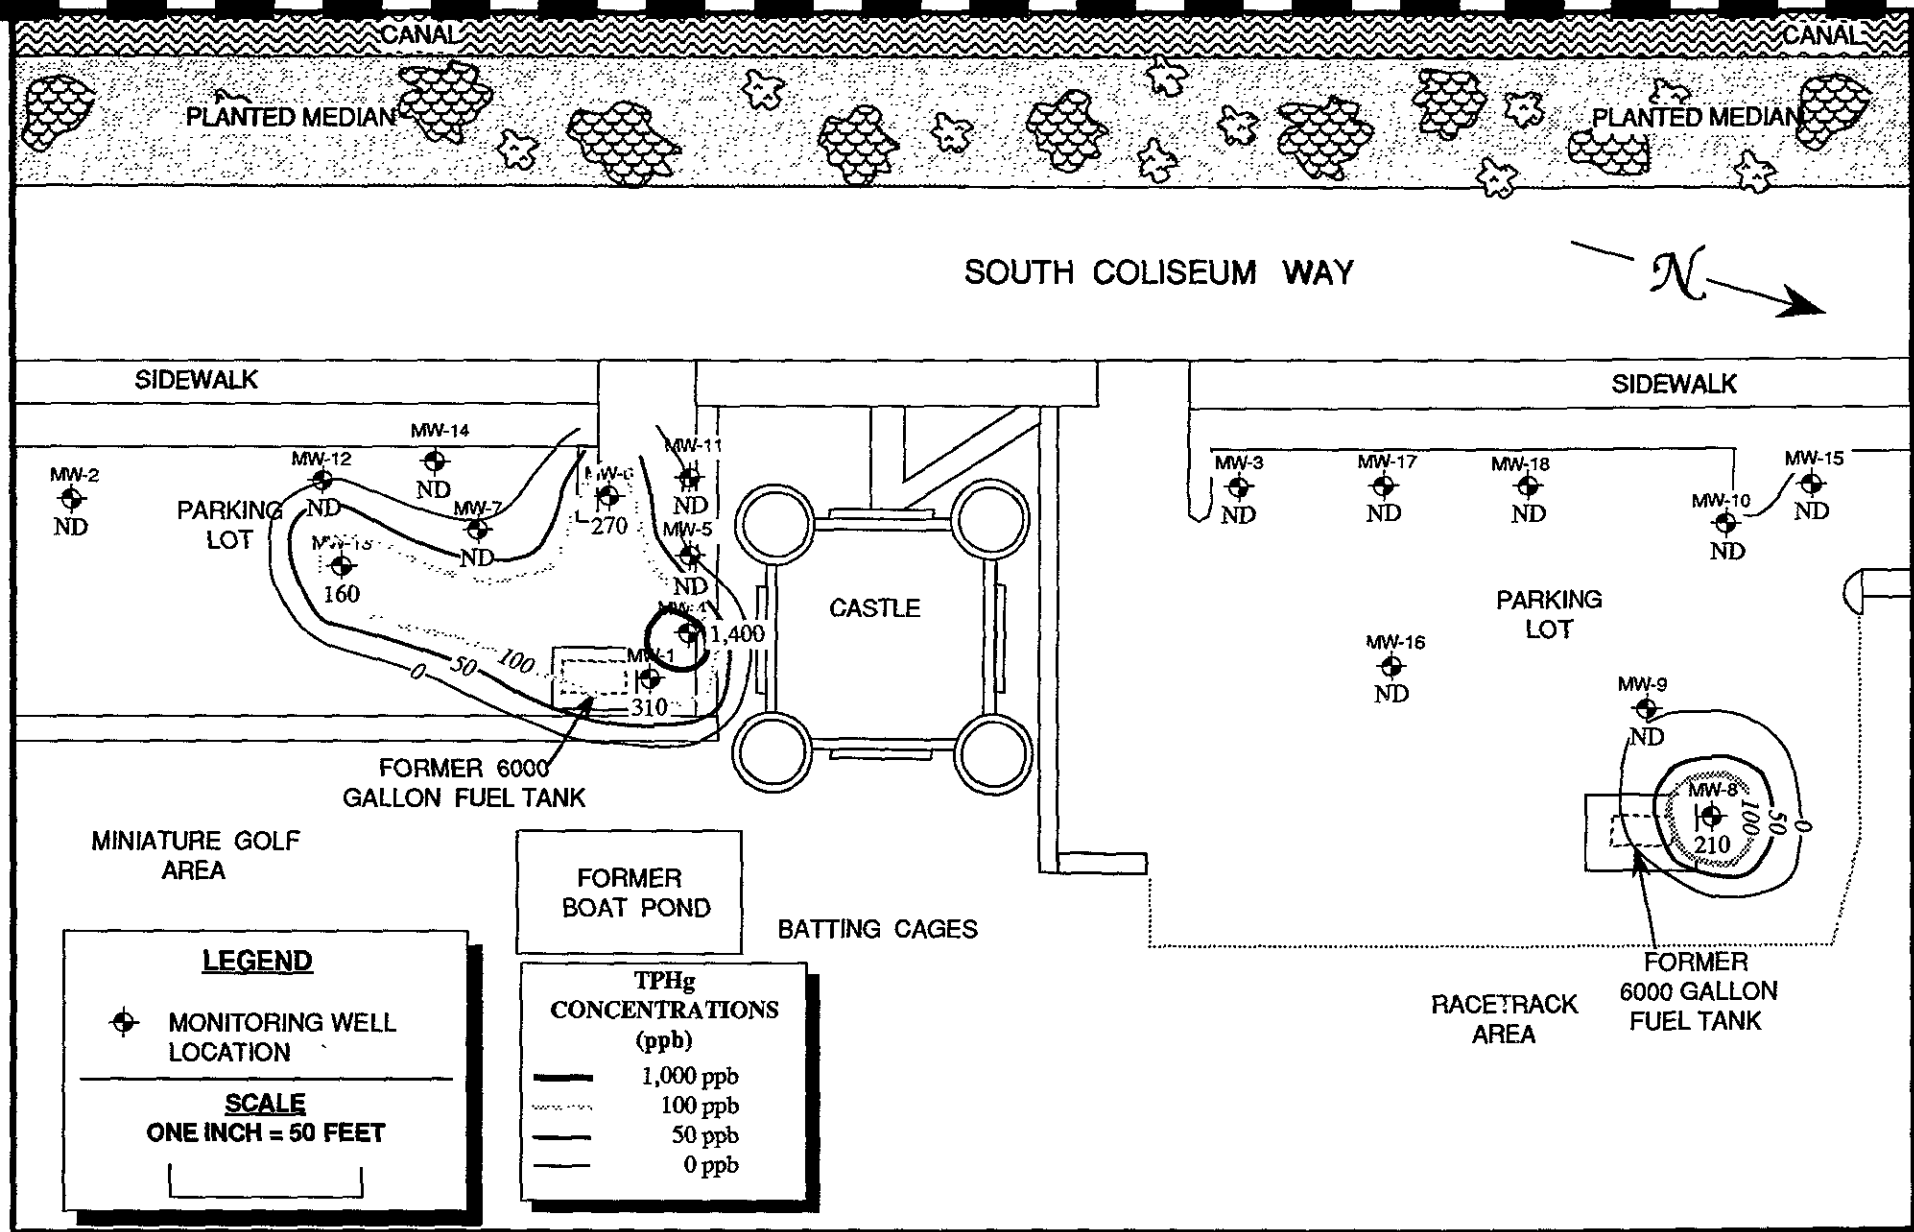 CANAL
CANAL
PLANTED MEDIAN
PLANTED MEDIAN
SOUTH COLISEUM WAY
N
SIDEWALK
SIDEWALK
MW-14
ND
MW-11
ND
MW-2
ND
MW-12
ND
MW-6
270
MW-3
ND
MW-17
ND
MW-18
ND
MW-15
ND
MW-10
ND
PARKING
LOT
MW-7
ND
MW-5
ND
160
1,400
MW-1
310
0
50
100
CASTLE
PARKING
LOT
MW-16
ND
MW-9
ND
MW-8
210
100
50
0
FORMER 6000
GALLON FUEL TANK
MINIATURE GOLF
AREA
FORMER
BOAT POND
BATTING CAGES
FORMER
6000 GALLON
FUEL TANK
RACETRACK
AREA
LEGEND
MONITORING WELL
LOCATION
SCALE
ONE INCH = 50 FEET
TPHg
CONCENTRATIONS
(ppb)
1,000 ppb
100 ppb
50 ppb
0 ppb